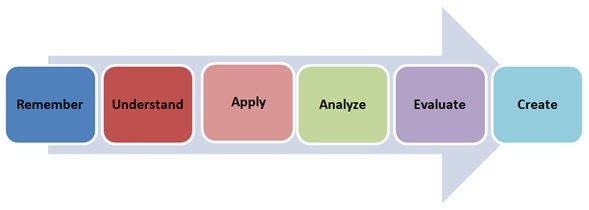 Remember
Understand
Apply
Analyze
Evaluate
Create